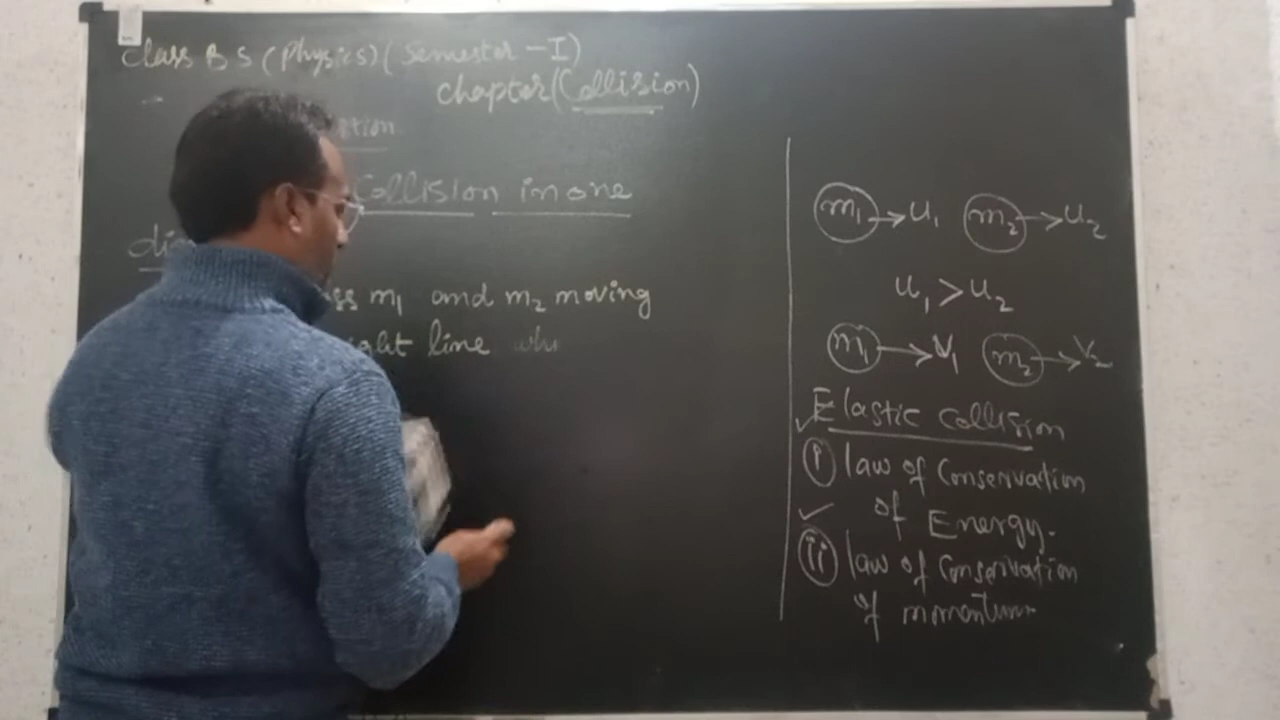 Class BS (Physics) (Semester - I)
Chapter (Collision)
Collision in one
m1 and m2 moving
line
m1 → u1 m2 → u2
u1 > u2
m1 → v1 m2 → v2
✓ Elastic Collision
(i) law of Conservation
✓ of Energy.
(ii) law of Conservation
of momentum